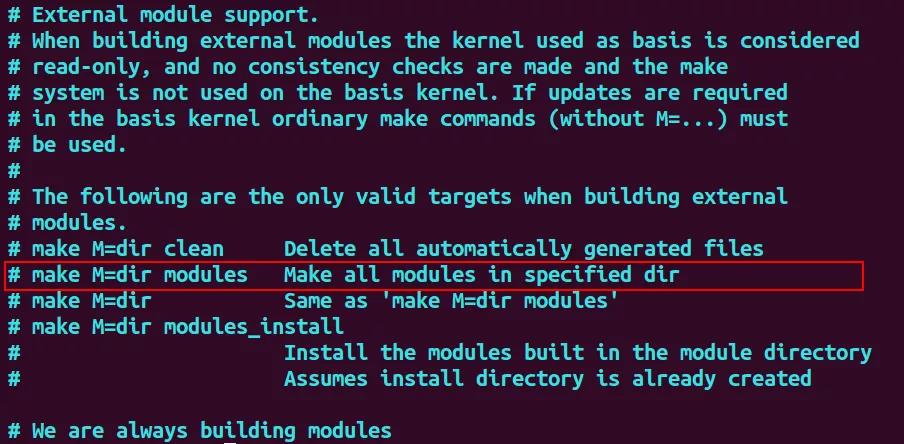 # External module support.
# When building external modules the kernel used as basis is considered
# read-only, and no consistency checks are made and the make
# system is not used on the basis kernel. If updates are required
# in the basis kernel ordinary make commands (without M=...) must
# be used.
#
# The following are the only valid targets when building external
# modules.
# make M=dir clean     Delete all automatically generated files
# make M=dir modules   Make all modules in specified dir
# make M=dir           Same as 'make M=dir modules'
# make M=dir modules_install
#                      Install the modules built in the module directory
#                      Assumes install directory is already created
# We are always building modules